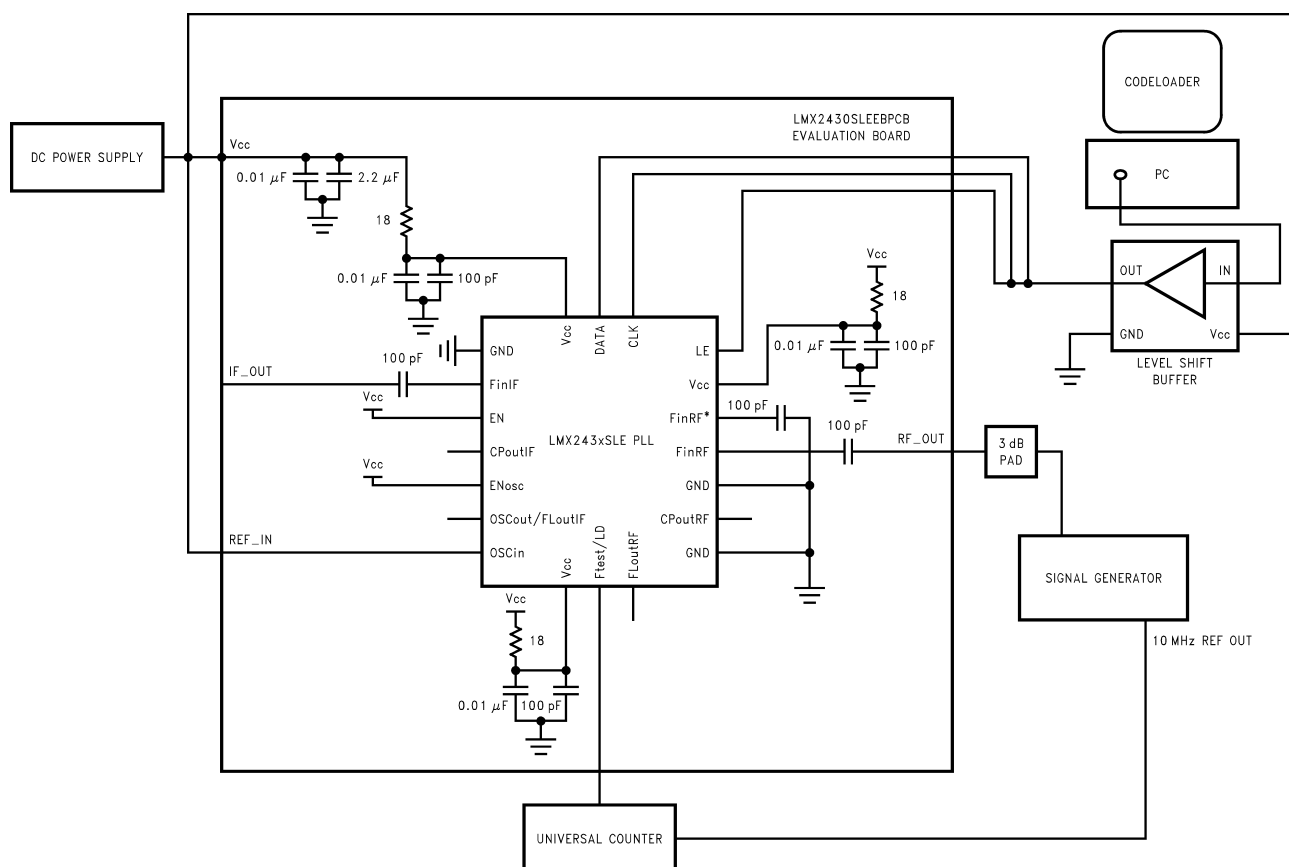 CODELOADER
LMX2430SLEEBPCB
EVALUATION BOARD
DC POWER SUPPLY
Vcc
0.01 µF
2.2 µF
PC
18
0.01 µF
100 pF
Vcc
18
OUT
IN
GND
Vcc
LEVEL SHIFT
BUFFER
Vcc
DATA
CLK
GND
LE
0.01 µF
100 pF
100 pF
IF_OUT
FinIF
Vcc
Vcc
EN
FinRF*
100 pF
100 pF
RF_OUT
3 dB
PAD
LMX243xSLE PLL
CPoutIF
FinRF
Vcc
ENosc
GND
OSCout/FLoutIF
CPoutRF
REF_IN
OSCin
GND
Vcc
Ftest/LD
FLoutRF
SIGNAL GENERATOR
Vcc
18
10 MHz REF OUT
0.01 µF
100 pF
UNIVERSAL COUNTER